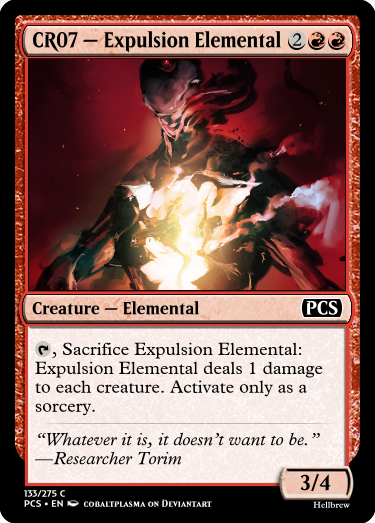 CR07 — Expulsion Elemental 2
Creature — Elemental PCS
, Sacrifice Expulsion Elemental:
Expulsion Elemental deals 1 damage
to each creature. Activate only as a
sorcery.
“Whatever it is, it doesn’t want to be.”
—Researcher Torim
3/4
133/275 C
PCS • EN cobaltplasma on Deviantart
Hellbrew